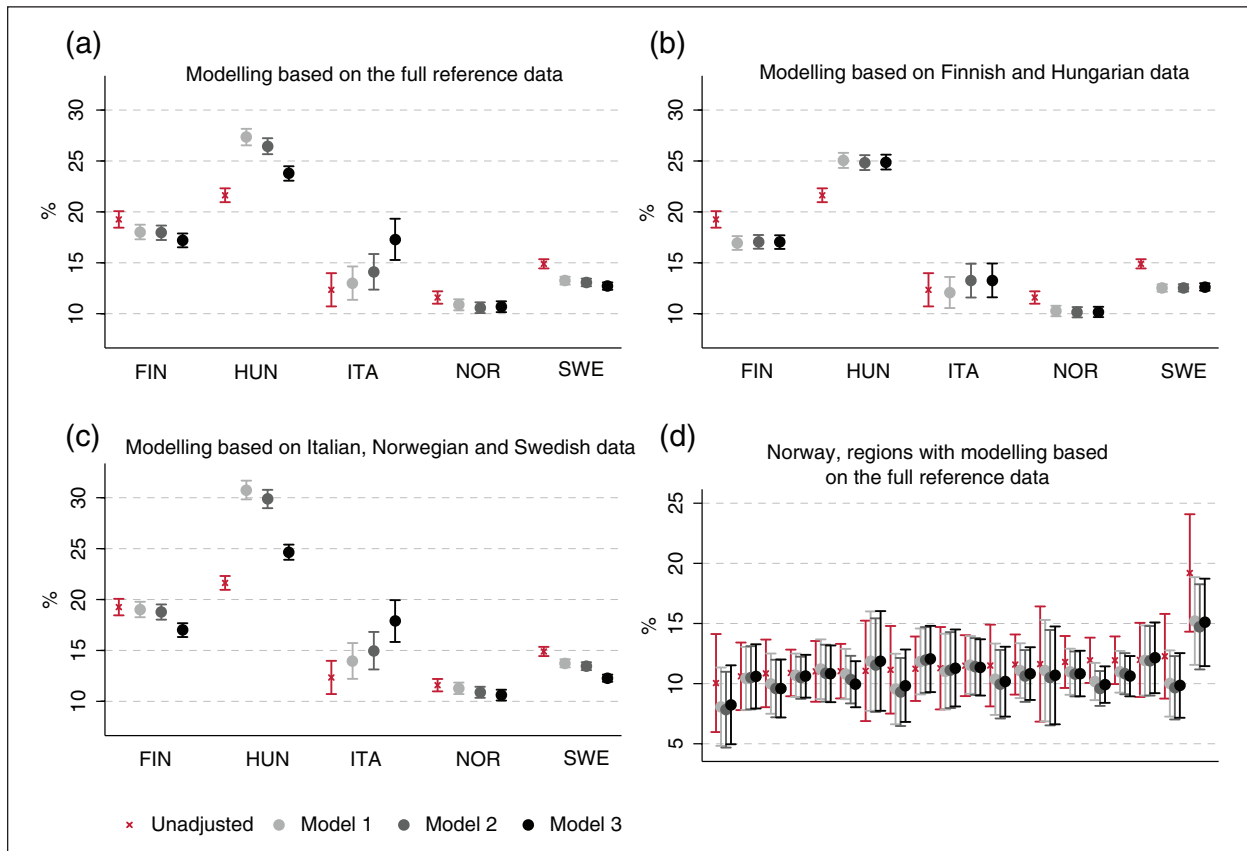 (a)
Modelling based on the full reference data
30
25
20
15
10
%
FIN HUN ITA NOR SWE
(b)
Modelling based on Finnish and Hungarian data
30
25
20
15
10
%
FIN HUN ITA NOR SWE
(c)
Modelling based on Italian, Norwegian and Swedish data
30
25
20
15
10
%
FIN HUN ITA NOR SWE
(d)
Norway, regions with modelling based
on the full reference data
25
20
15
10
5
%
Unadjusted Model 1 Model 2 Model 3